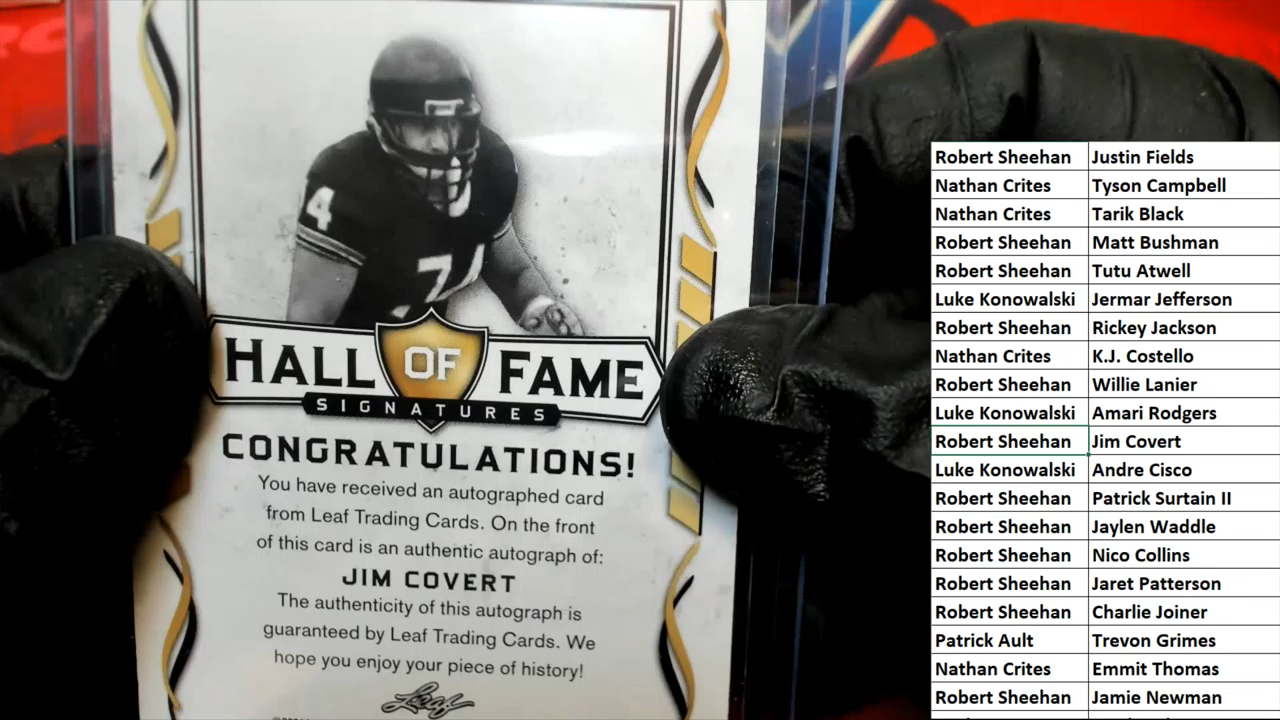 4
74
HALL OF FAME
SIGNATURES
CONGRATULATIONS!
You have received an autographed card
from Leaf Trading Cards. On the front
of this card is an authentic autograph of:
JIM COVERT
The authenticity of this autograph is
guaranteed by Leaf Trading Cards. We
hope you enjoy your piece of history!
Leaf
Robert Sheehan Justin Fields
Nathan Crites Tyson Campbell
Nathan Crites Tarik Black
Robert Sheehan Matt Bushman
Robert Sheehan Tutu Atwell
Luke Konowalski Jermar Jefferson
Robert Sheehan Rickey Jackson
Nathan Crites K.J. Costello
Robert Sheehan Willie Lanier
Luke Konowalski Amari Rodgers
Robert Sheehan Jim Covert
Luke Konowalski Andre Cisco
Robert Sheehan Patrick Surtain II
Robert Sheehan Jaylen Waddle
Robert Sheehan Nico Collins
Robert Sheehan Jaret Patterson
Robert Sheehan Charlie Joiner
Patrick Ault Trevon Grimes
Nathan Crites Emmit Thomas
Robert Sheehan Jamie Newman